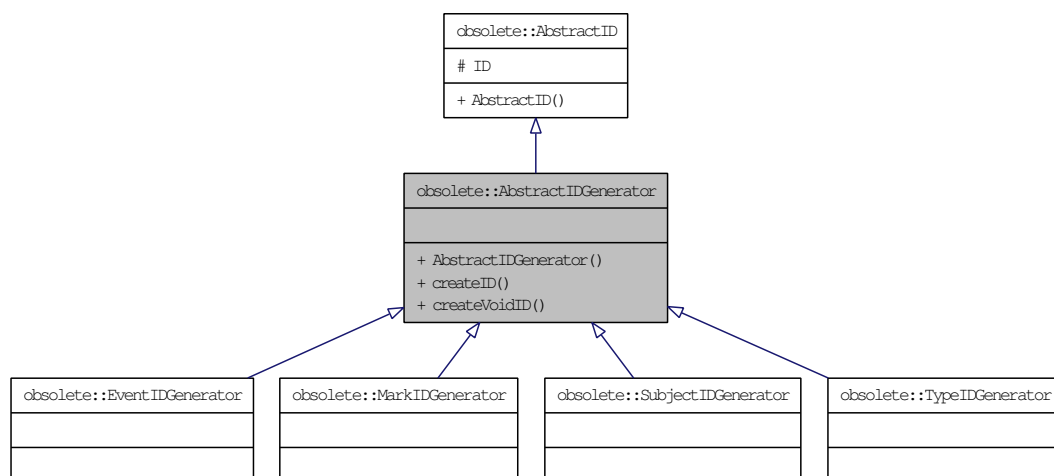 obsolete::AbstractID
# ID
+ AbstractID()
obsolete::AbstractIDGenerator
+ AbstractIDGenerator()
+ createID()
+ createVoidID()
obsolete::EventIDGenerator
obsolete::MarkIDGenerator
obsolete::SubjectIDGenerator
obsolete::TypeIDGenerator